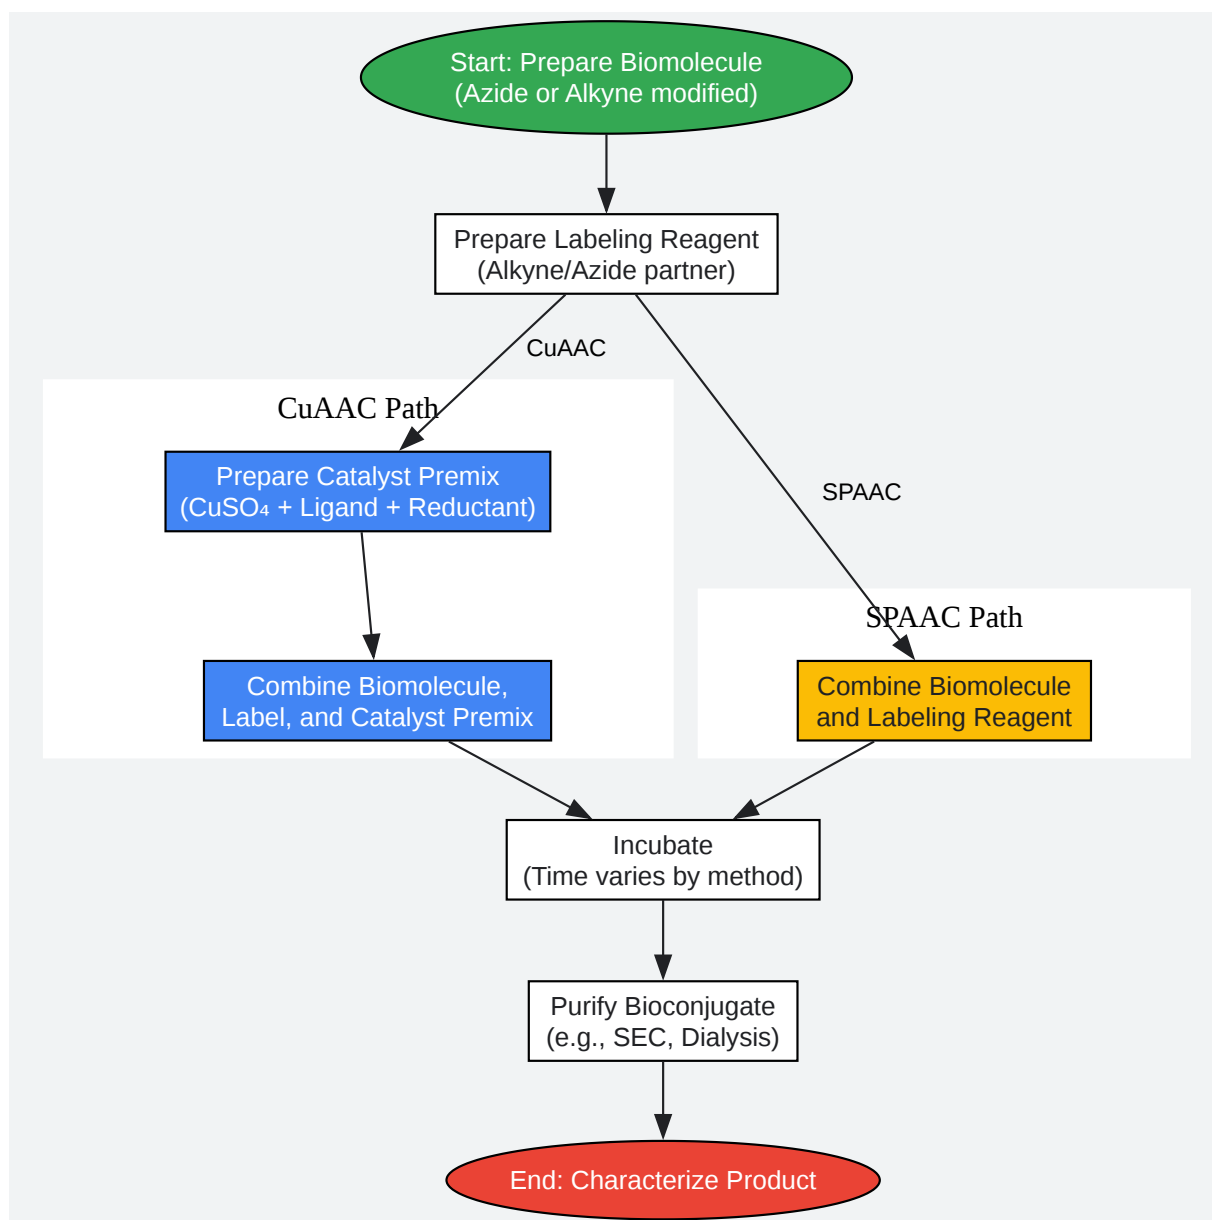 Start: Prepare Biomolecule
(Azide or Alkyne modified)
Prepare Labeling Reagent
(Alkyne/Azide partner)
CuAAC
CuAAC Path
Prepare Catalyst Premix
(CuSO₄ + Ligand + Reductant)
SPAAC
SPAAC Path
Combine Biomolecule,
Label, and Catalyst Premix
Combine Biomolecule
and Labeling Reagent
Incubate
(Time varies by method)
Purify Bioconjugate
(e.g., SEC, Dialysis)
End: Characterize Product